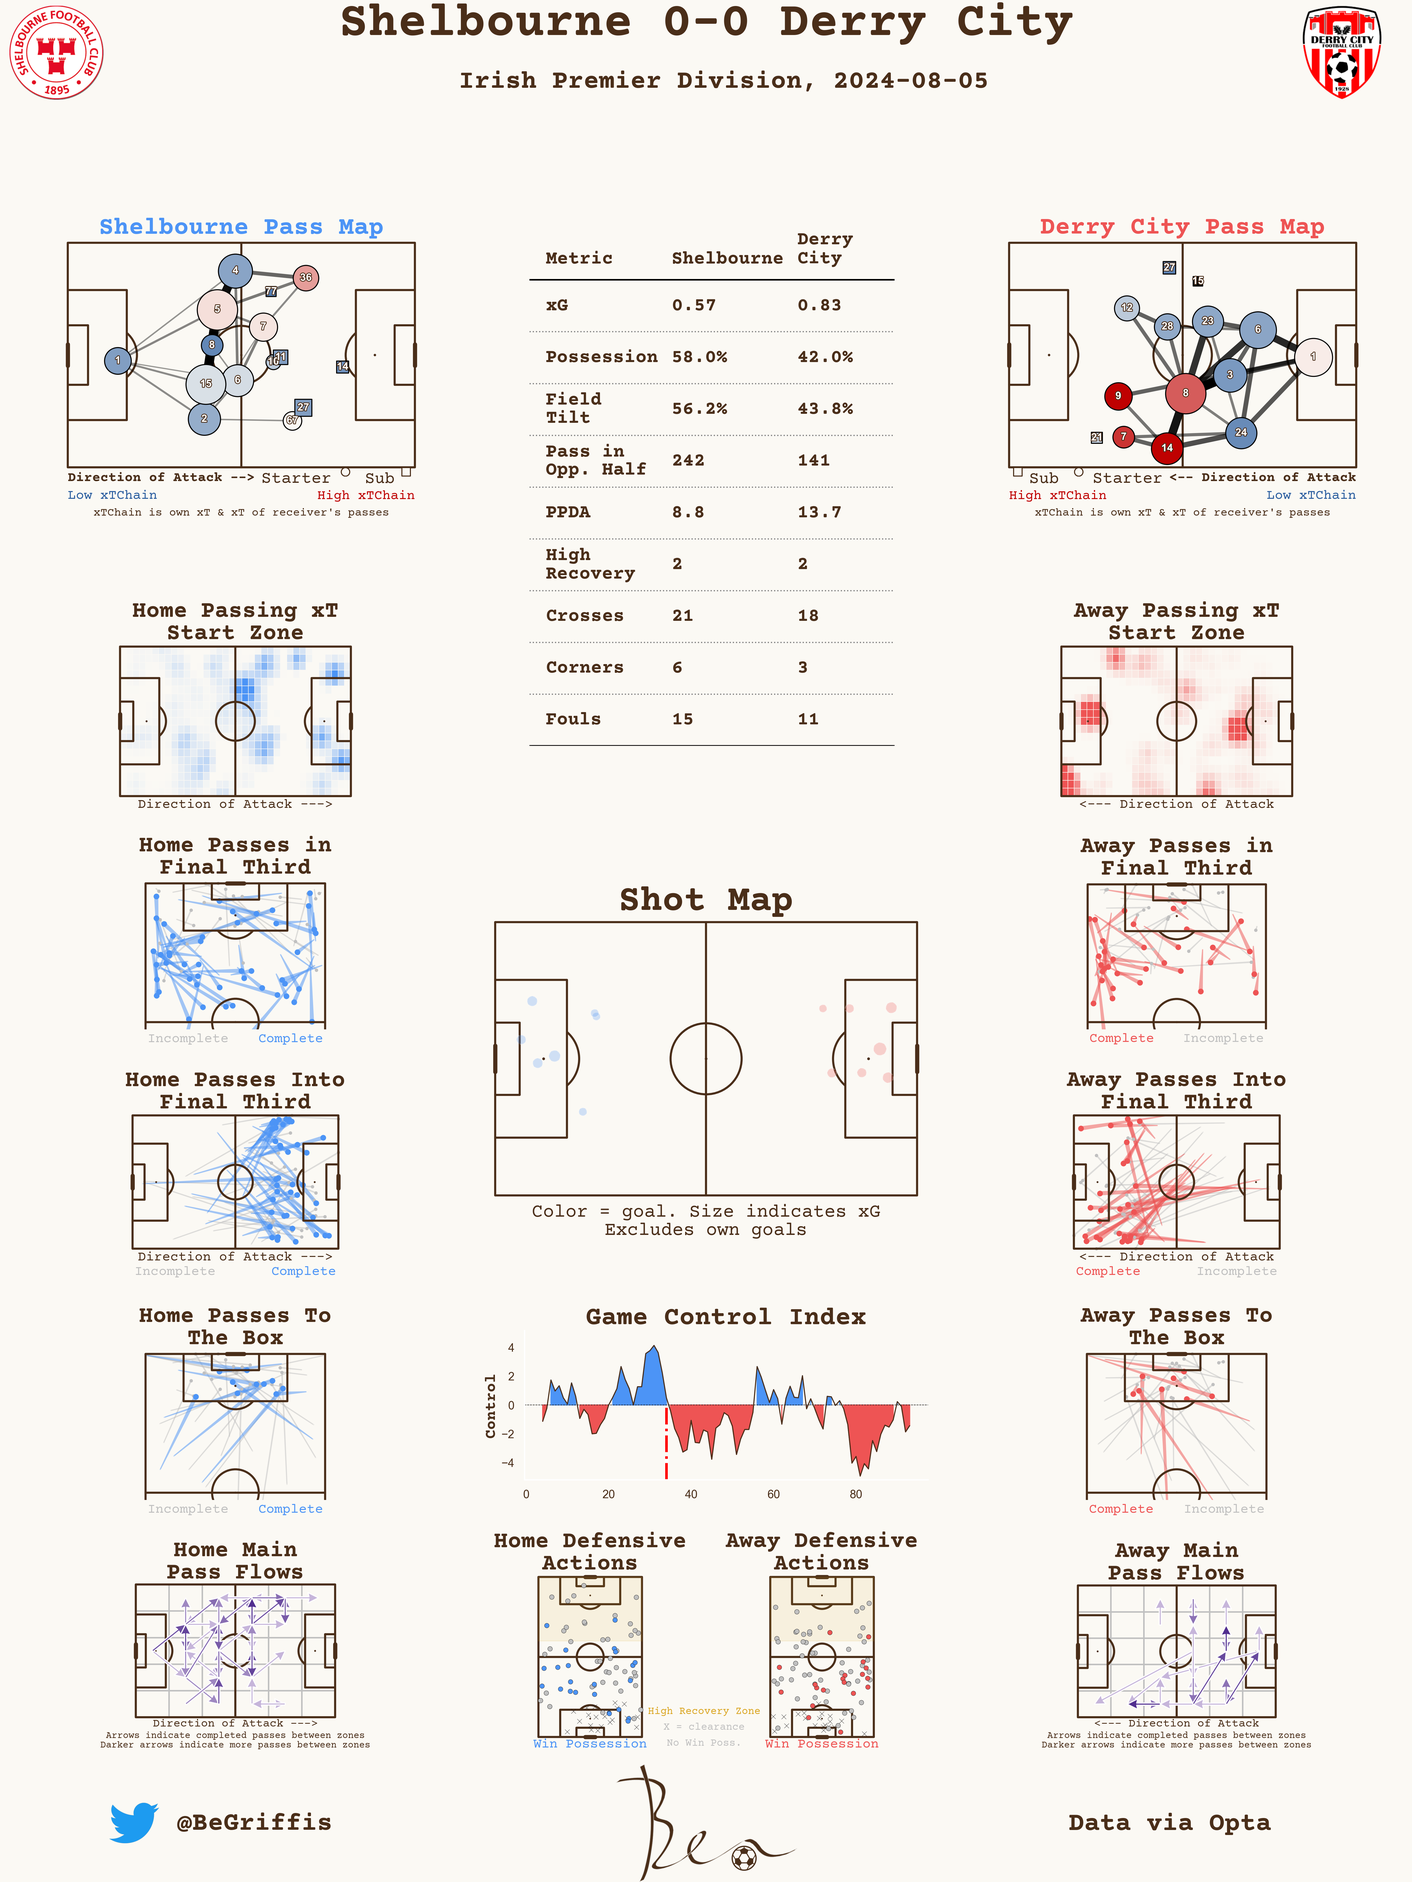 Shelbourne 0-0 Derry City
Irish Premier Division, 2024-08-05
SHELBOURNE FOOTBALL CLUB
1895
DERRY CITY
FOOTBALL CLUB
1928
Shelbourne Pass Map
4
36
77
5
7
8
11
16
1
14
15
6
27
2
67
Direction of Attack --> Starter Sub
Low xTChain High xTChain
xTChain is own xT & xT of receiver's passes
Metric Shelbourne Derry City
xG 0.57 0.83
Possession 58.0% 42.0%
Field Tilt 56.2% 43.8%
Pass in Opp. Half 242 141
PPDA 8.8 13.7
High Recovery 2 2
Crosses 21 18
Corners 6 3
Fouls 15 11
Derry City Pass Map
27
15
12
28
23
6
1
3
9
8
21
7
14
24
Sub Starter <-- Direction of Attack
High xTChain Low xTChain
xTChain is own xT & xT of receiver's passes
Home Passing xT
Start Zone
Direction of Attack --->
Away Passing xT
Start Zone
<--- Direction of Attack
Home Passes in
Final Third
Incomplete Complete
Away Passes in
Final Third
Complete Incomplete
Shot Map
Color = goal. Size indicates xG
Excludes own goals
Home Passes Into
Final Third
Direction of Attack --->
Incomplete Complete
Away Passes Into
Final Third
<--- Direction of Attack
Complete Incomplete
Home Passes To
The Box
Incomplete Complete
Game Control Index
Control
4
2
0
−2
−4
0 20 40 60 80
Away Passes To
The Box
Complete Incomplete
Home Main
Pass Flows
Direction of Attack --->
Arrows indicate completed passes between zones
Darker arrows indicate more passes between zones
Home Defensive
Actions
Win Possession
Away Defensive
Actions
Win Possession
High Recovery Zone
X = clearance
No Win Poss.
Away Main
Pass Flows
<--- Direction of Attack
Arrows indicate completed passes between zones
Darker arrows indicate more passes between zones
@BeGriffis
Ben
Data via Opta